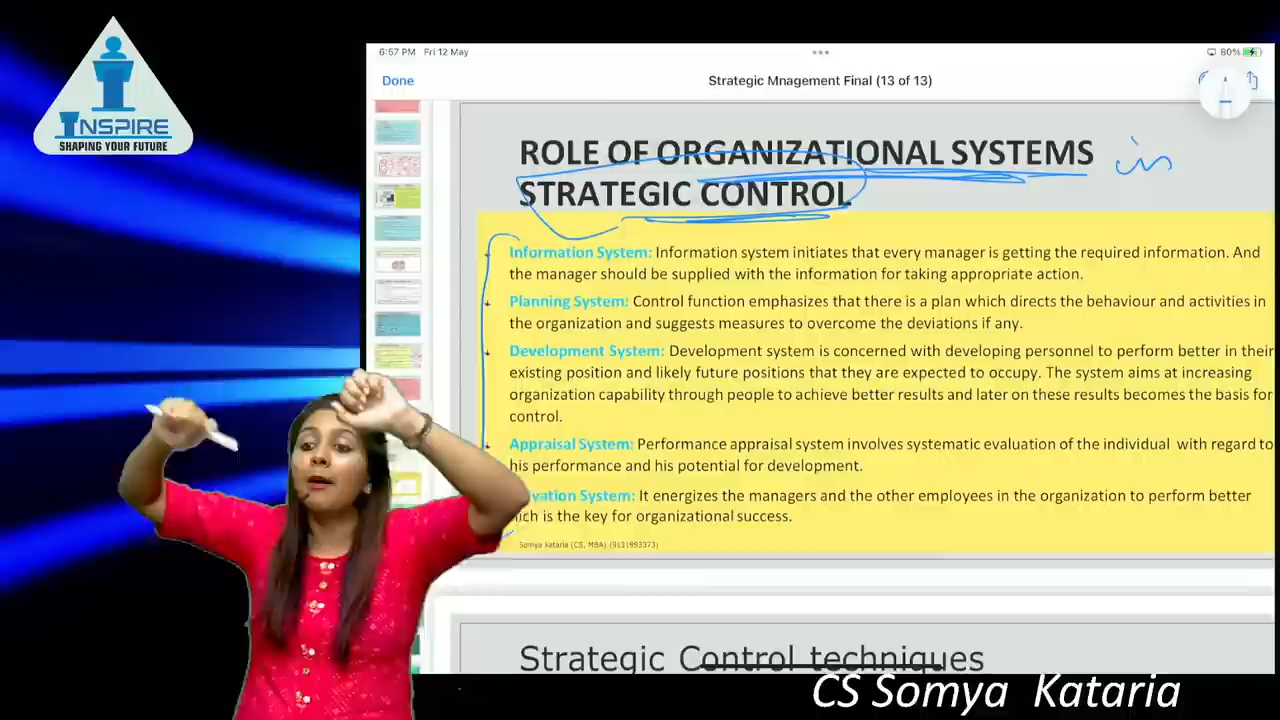 INSPIRE
SHAPING YOUR FUTURE
6:57 PM Fri 12 May
80%
Done
Strategic Mnagement Final (13 of 13)
ROLE OF ORGANIZATIONAL SYSTEMS in
STRATEGIC CONTROL
Information System: Information system initiates that every manager is getting the required information. And
the manager should be supplied with the information for taking appropriate action.
Planning System: Control function emphasizes that there is a plan which directs the behaviour and activities in
the organization and suggests measures to overcome the deviations if any.
Development System: Development system is concerned with developing personnel to perform better in their
existing position and likely future positions that they are expected to occupy. The system aims at increasing
organization capability through people to achieve better results and later on these results becomes the basis for
control.
Appraisal System: Performance appraisal system involves systematic evaluation of the individual with regard to
his performance and his potential for development.
vation System: It energizes the managers and the other employees in the organization to perform better
ich is the key for organizational success.
Somya kataria (CS, MBA) (9131993373)
Strategic Control techniques
CS Somya Kataria